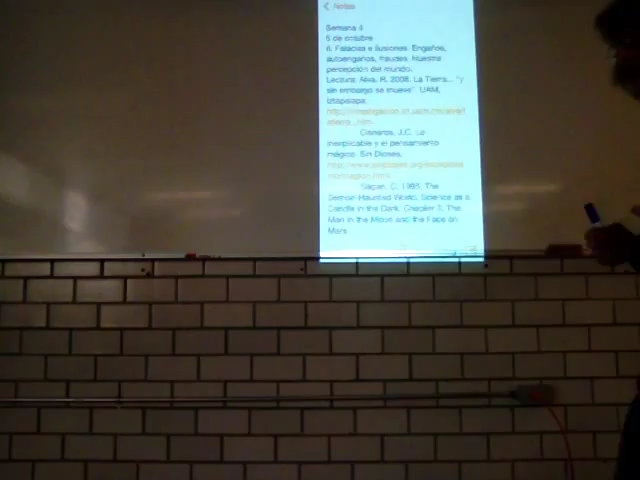 Notas
Semana 4
5 de octubre
6. Falacias e ilusiones. Engaños,
autoengaños, fraudes. Nuestra
percepción del mundo.
Lectura: Alva, R. 2008. La Tierra... "y
sin embargo se mueve". UAM,
Iztapalapa.
Cisneros, J.C. Lo
inexplicable y el pensamiento
mágico. Sin Dioses.
Sagan, C. 1995. The
Demon-Haunted World. Science as a
Candle in the Dark. Chapter 3: The
Man in the Moon and the Face on
Mars